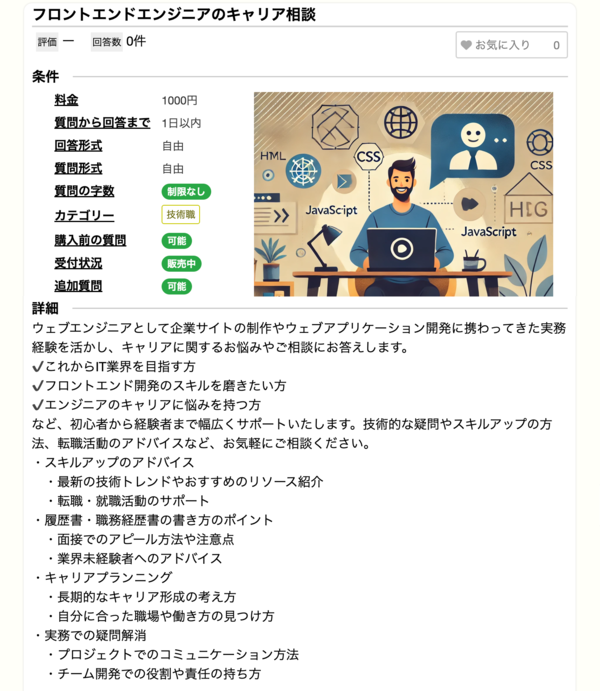 フロントエンドエンジニアのキャリア相談
評価 ー 回答数 0件
お気に入り 0
条件
料金 1000円
質問から回答まで 1日以内
回答形式 自由
質問形式 自由
質問の字数 制限なし
カテゴリー 技術職
購入前の質問 可能
受付状況 販売中
追加質問 可能
HTML
CSS
CSS
JavaScript
JavaScript
詳細
ウェブエンジニアとして企業サイトの制作やウェブアプリケーション開発に携わってきた実務
経験を活かし、キャリアに関するお悩みやご相談にお答えします。
✓これからIT業界を目指す方
✓フロントエンド開発のスキルを磨きたい方
✓エンジニアのキャリアに悩みを持つ方
など、初心者から経験者まで幅広くサポートいたします。技術的な疑問やスキルアップの方
法、転職活動のアドバイスなど、お気軽にご相談ください。
・スキルアップのアドバイス
・最新の技術トレンドやおすすめのリソース紹介
・転職・就職活動のサポート
・履歴書・職務経歴書の書き方のポイント
・面接でのアピール方法や注意点
・業界未経験者へのアドバイス
・キャリアプランニング
・長期的なキャリア形成の考え方
・自分に合った職場や働き方の見つけ方
・実務での疑問解消
・プロジェクトでのコミュニケーション方法
・チーム開発での役割や責任の持ち方